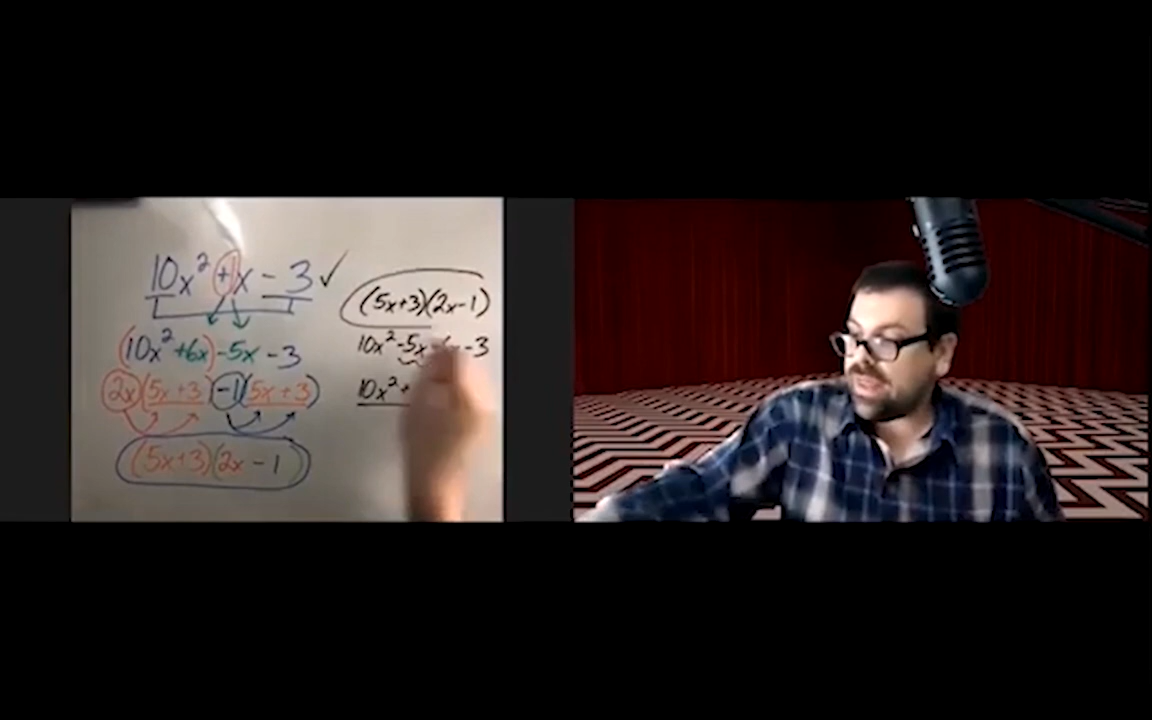 10x² +1x - 3 ✓
(10x² +6x) -5x -3
2x(5x+3) -1(5x+3)
(5x+3)(2x -1)
(5x+3)(2x-1)
10x² -5x -3
10x² +